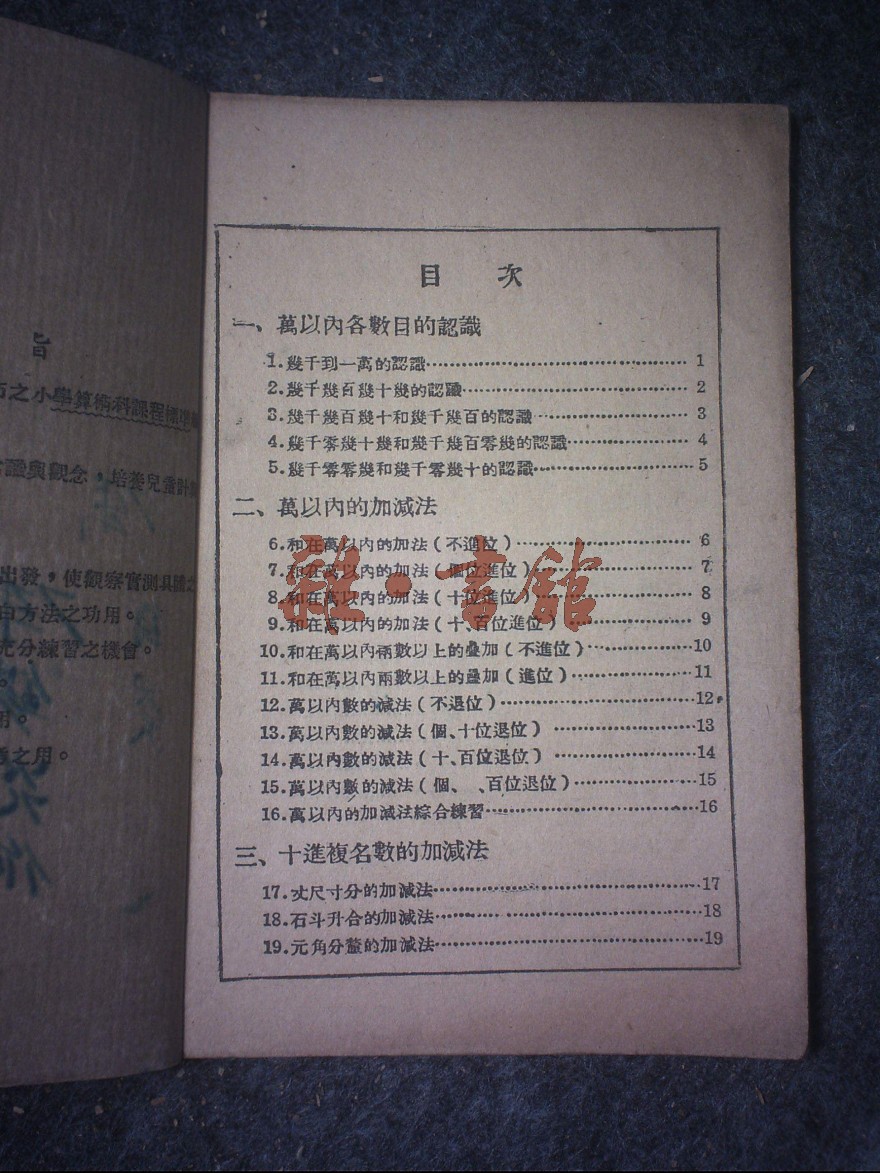 旨
之小學算術科課程標準
識與觀念，培養兒童計
出發，使觀察實測具體之
白方法之功用。
充分練習之機會。
用。
之用。
目 次
一、萬以內各數目的認識
1.幾千到一萬的認識 1
2.幾千幾百幾十幾的認識 2
3.幾千幾百幾十和幾千幾百的認識 3
4.幾千零幾十幾和幾千幾百零幾的認識 4
5.幾千零零幾和幾千零幾十的認識 5
二、萬以內的加減法
6.和在萬以內的加法（不進位） 6
7.和在萬以內的加法（個位進位） 7
8.和在萬以內的加法（十位進位） 8
9.和在萬以內的加法（十、百位進位） 9
10.和在萬以內兩數以上的疊加（不進位） 10
11.和在萬以內兩數以上的疊加（進位） 11
12.萬以內數的減法（不退位） 12
13.萬以內數的減法（個、十位退位） 13
14.萬以內數的減法（十、百位退位） 14
15.萬以內數的減法（個、 、百位退位） 15
16.萬以內的加減法綜合練習 16
三、十進複名數的加減法
17.丈尺寸分的加減法 17
18.石斗升合的加減法 18
19.元角分釐的加減法 19
雜·書館